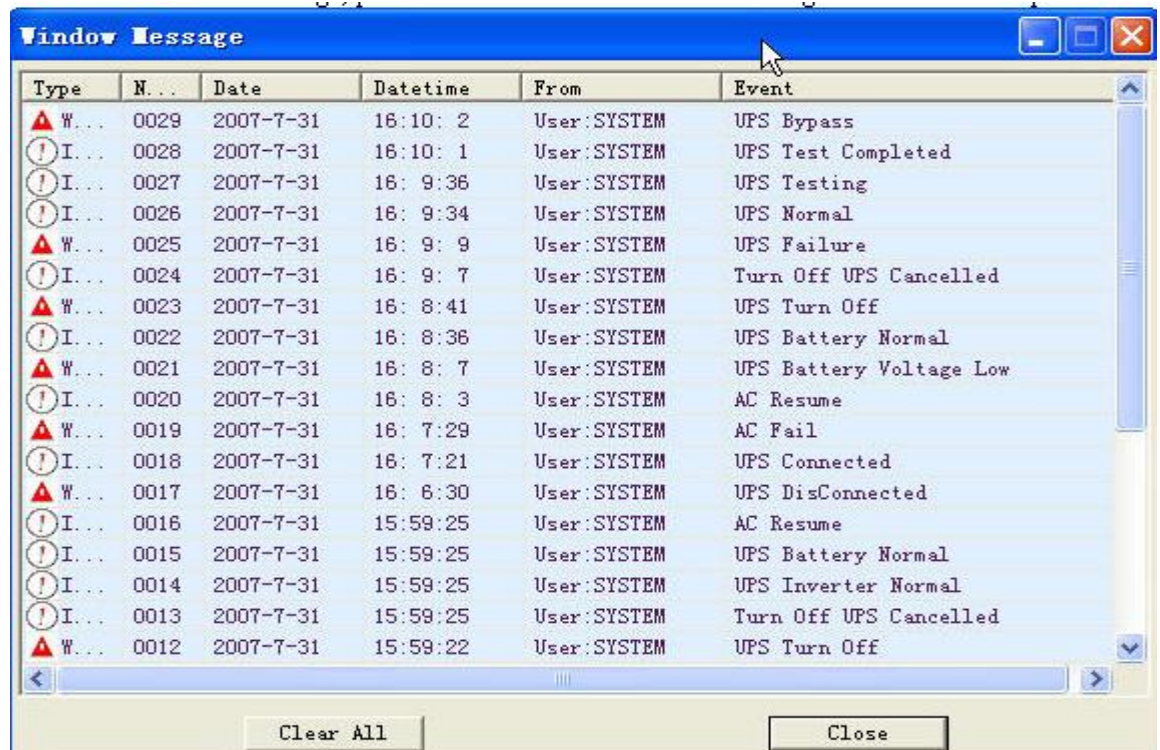 Window Message
Type N... Date Datetime From Event
W... 0029 2007-7-31 16:10: 2 User:SYSTEM UPS Bypass
I... 0028 2007-7-31 16:10: 1 User:SYSTEM UPS Test Completed
I... 0027 2007-7-31 16: 9:36 User:SYSTEM UPS Testing
I... 0026 2007-7-31 16: 9:34 User:SYSTEM UPS Normal
W... 0025 2007-7-31 16: 9: 9 User:SYSTEM UPS Failure
I... 0024 2007-7-31 16: 9: 7 User:SYSTEM Turn Off UPS Cancelled
W... 0023 2007-7-31 16: 8:41 User:SYSTEM UPS Turn Off
I... 0022 2007-7-31 16: 8:36 User:SYSTEM UPS Battery Normal
W... 0021 2007-7-31 16: 8: 7 User:SYSTEM UPS Battery Voltage Low
I... 0020 2007-7-31 16: 8: 3 User:SYSTEM AC Resume
W... 0019 2007-7-31 16: 7:29 User:SYSTEM AC Fail
I... 0018 2007-7-31 16: 7:21 User:SYSTEM UPS Connected
W... 0017 2007-7-31 16: 6:30 User:SYSTEM UPS DisConnected
I... 0016 2007-7-31 15:59:25 User:SYSTEM AC Resume
I... 0015 2007-7-31 15:59:25 User:SYSTEM UPS Battery Normal
I... 0014 2007-7-31 15:59:25 User:SYSTEM UPS Inverter Normal
I... 0013 2007-7-31 15:59:25 User:SYSTEM Turn Off UPS Cancelled
W... 0012 2007-7-31 15:59:22 User:SYSTEM UPS Turn Off
Clear All Close